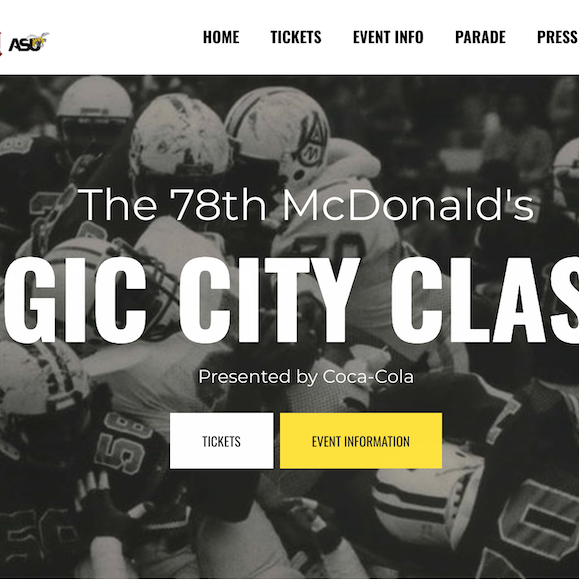 ASU
HOME TICKETS EVENT INFO PARADE PRESS
The 78th McDonald's
GIC CITY CLAS
Presented by Coca-Cola
TICKETS EVENT INFORMATION
58